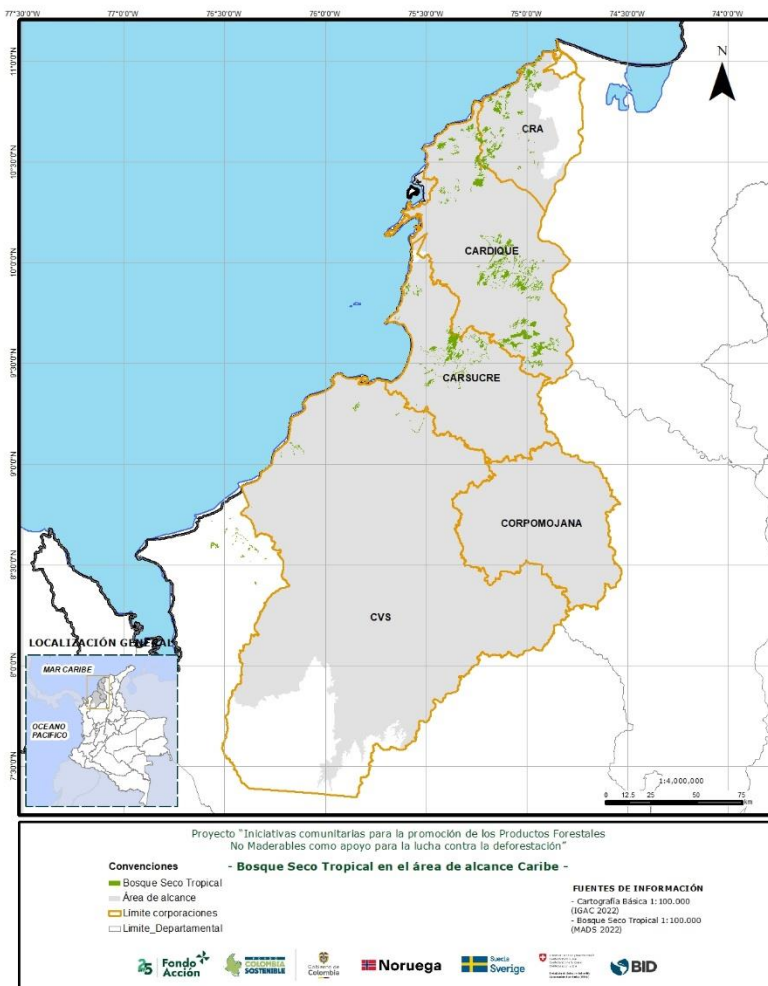 77°30'0"W 77°0'0"W 76°30'0"W 76°0'0"W 75°30'0"W 75°0'0"W 74°30'0"W 74°0'0"W
N
11°0'0"N
CRA
10°30'0"N
CARDIQUE
10°0'0"N
9°30'0"N
CARSUCRE
9°0'0"N
CORPOMOJANA
8°30'0"N
CVS
LOCALIZACIÓN GENERAL
8°0'0"N
MAR CARIBE
OCEANO
PACIFICO
7°30'0"N
1:4,000,000
0 12.5 25 50 75
km
Proyecto "Iniciativas comunitarias para la promoción de los Productos Forestales
No Maderables como apoyo para la lucha contra la deforestación"
- Bosque Seco Tropical en el área de alcance Caribe -
Convenciones
Bosque Seco Tropical
Área de alcance
Límite corporaciones
Limite_Departamental
FUENTES DE INFORMACIÓN
- Cartografía Básica 1:100.000
(IGAC 2022)
- Bosque Seco Tropical 1:100.000
(MADS 2022)
25 Fondo
Acción
FONDO
COLOMBIA
SOSTENIBLE
Gobierno de
Colombia
Noruega
Suecia
Sverige
BID